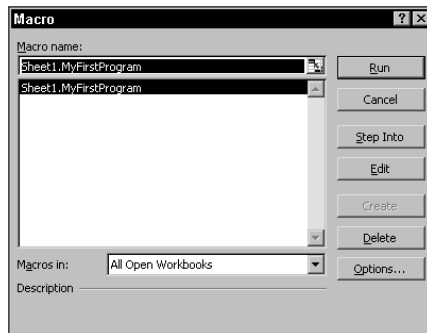 Macro
Macro name:
Sheet1.MyFirstProgram
Run
Sheet1.MyFirstProgram
Cancel
Step Into
Edit
Create
Delete
Macros in: All Open Workbooks
Options...
Description